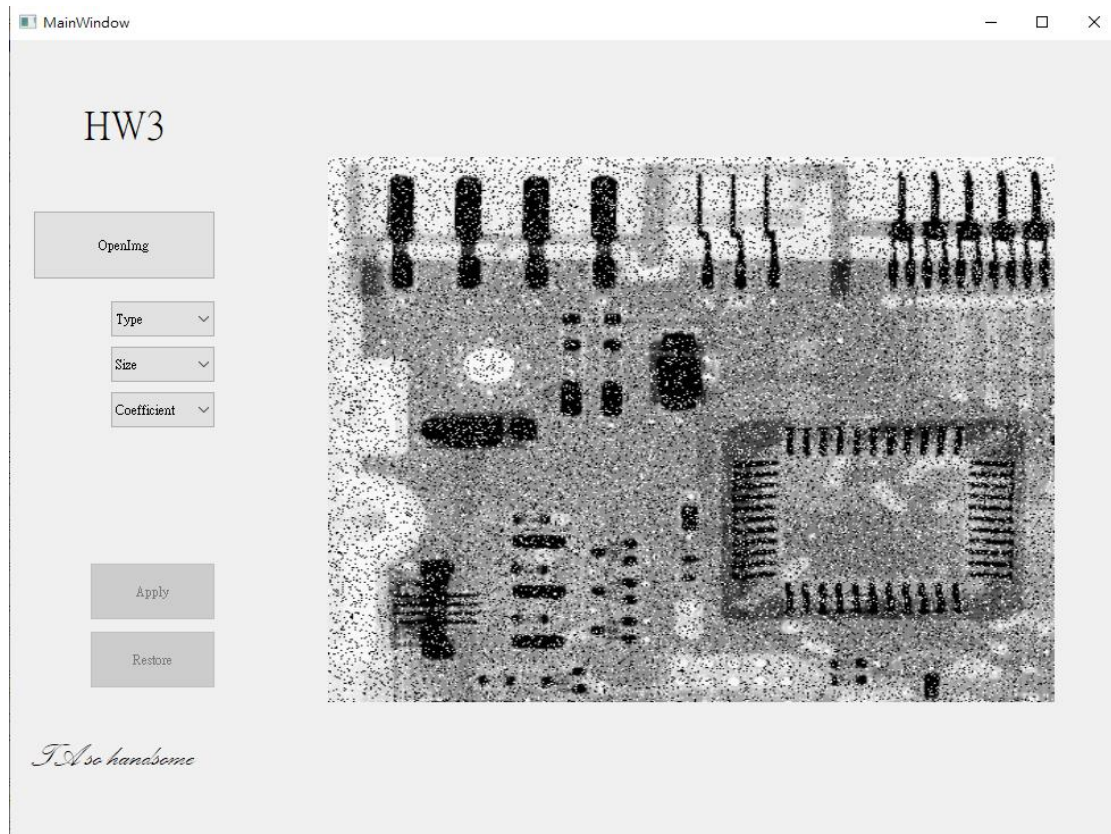 MainWindow
HW3
OpenImg
Type
Size
Coefficient
Apply
Restore
TA so handsome